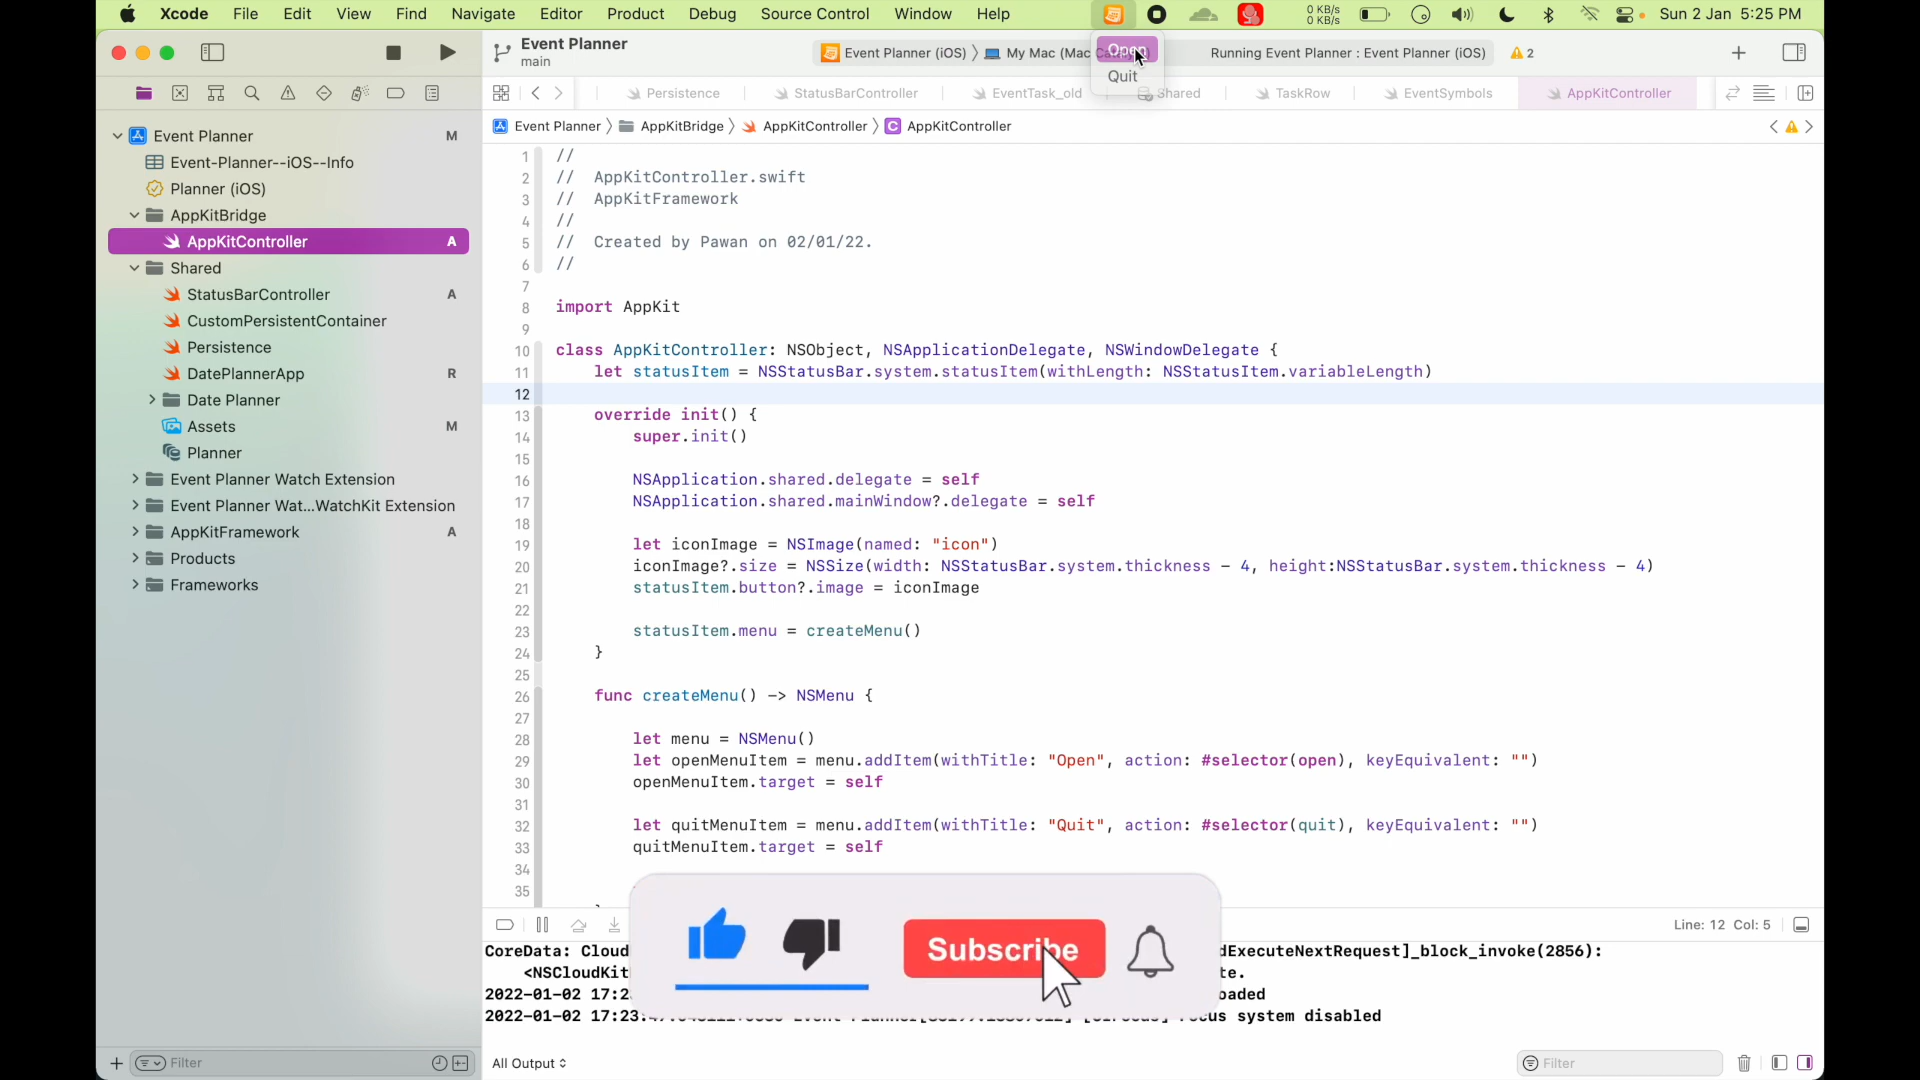 Xcode File Edit View Find Navigate Editor Product Debug Source Control Window Help
0 KB/s
0 KB/s
Sun 2 Jan 5:25 PM
Event Planner
main
Event Planner (iOS) My Mac (Mac
Running Event Planner : Event Planner (iOS) 2
Open
Quit
Persistence StatusBarController EventTask_old Shared TaskRow EventSymbols AppKitController
Event Planner AppKitBridge AppKitController AppKitController
Event Planner M
Event-Planner--iOS--Info
Planner (iOS)
AppKitBridge
AppKitController A
Shared
StatusBarController A
CustomPersistentContainer
Persistence
DatePlannerApp R
Date Planner
Assets M
Planner
Event Planner Watch Extension
Event Planner Wat...WatchKit Extension
AppKitFramework A
Products
Frameworks
Filter
1 //
2 // AppKitController.swift
3 // AppKitFramework
4 //
5 // Created by Pawan on 02/01/22.
6 //
7
8 import AppKit
9
10 class AppKitController: NSObject, NSApplicationDelegate, NSWindowDelegate {
11 let statusItem = NSStatusBar.system.statusItem(withLength: NSStatusItem.variableLength)
12
13 override init() {
14 super.init()
15
16 NSApplication.shared.delegate = self
17 NSApplication.shared.mainWindow?.delegate = self
18
19 let iconImage = NSImage(named: "icon")
20 iconImage?.size = NSSize(width: NSStatusBar.system.thickness - 4, height:NSStatusBar.system.thickness - 4)
21 statusItem.button?.image = iconImage
22
23 statusItem.menu = createMenu()
24 }
25
26 func createMenu() -> NSMenu {
27
28 let menu = NSMenu()
29 let openMenuItem = menu.addItem(withTitle: "Open", action: #selector(open), keyEquivalent: "")
30 openMenuItem.target = self
31
32 let quitMenuItem = menu.addItem(withTitle: "Quit", action: #selector(quit), keyEquivalent: "")
33 quitMenuItem.target = self
34
35
Line: 12 Col: 5
Subscribe
CoreData: Cloud dExecuteNextRequest]_block_invoke(2856):
<NSCloudKit te.
2022-01-02 17:2 oaded
2022-01-02 17:23: system disabled
All Output
Filter